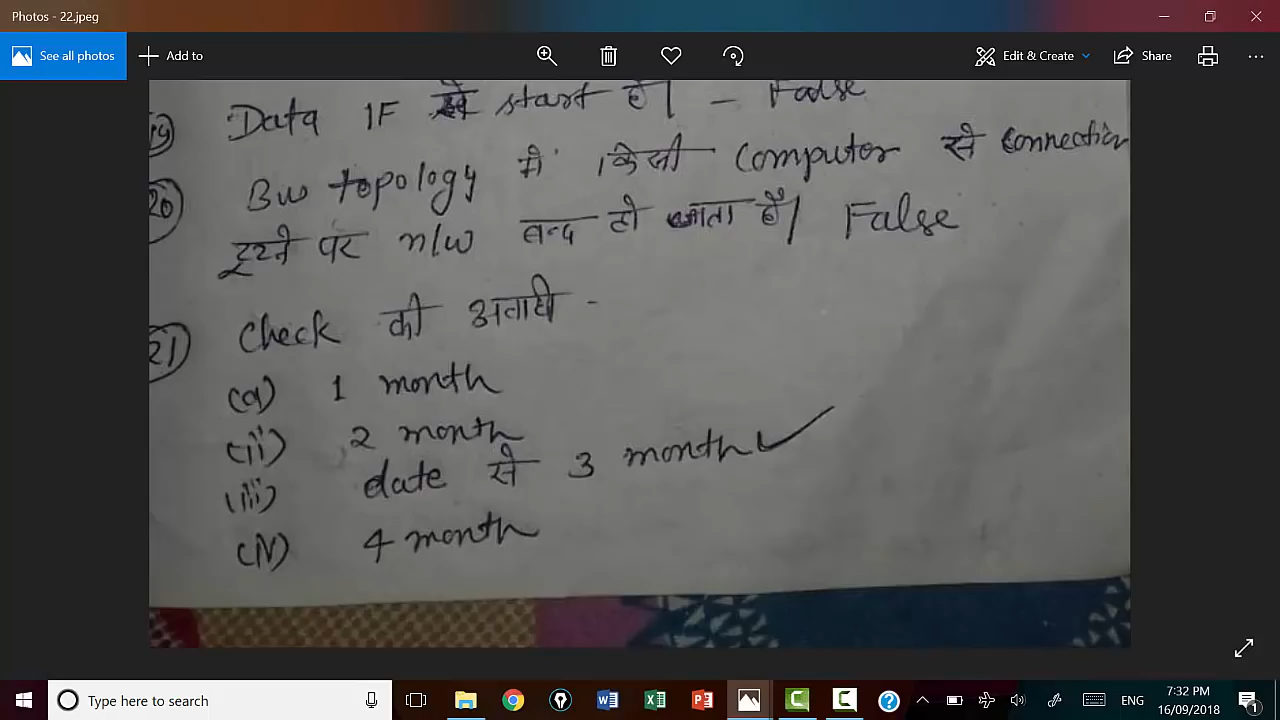 Photos - 22.jpeg
See all photos
Add to
Edit & Create
Share
19 Data IF से start है। - False
20 Bus topology में किसी Computer से Connection
टूटने पर n/w बन्द हो जाता है। False
21 Check की अवधी -
(a) 1 month
(ii) 2 month
(iii) date से 3 month
(iv) 4 month
Type here to search
ENG
7:32 PM
16/09/2018
1